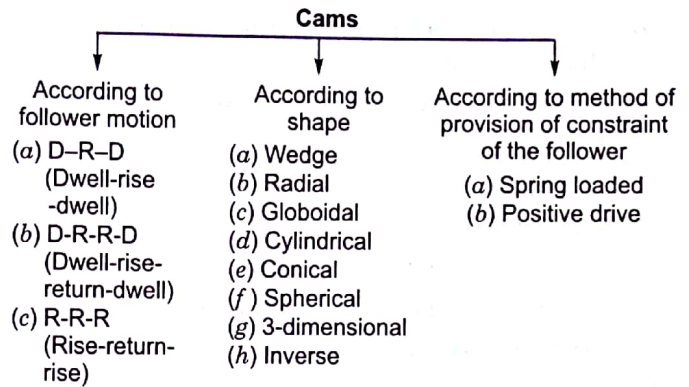 Cams
According to
follower motion
(a) D–R–D
(Dwell-rise
-dwell)
(b) D-R-R-D
(Dwell-rise-
return-dwell)
(c) R-R-R
(Rise-return-
rise)
According to
shape
(a) Wedge
(b) Radial
(c) Globoidal
(d) Cylindrical
(e) Conical
(f) Spherical
(g) 3-dimensional
(h) Inverse
According to method of
provision of constraint
of the follower
(a) Spring loaded
(b) Positive drive